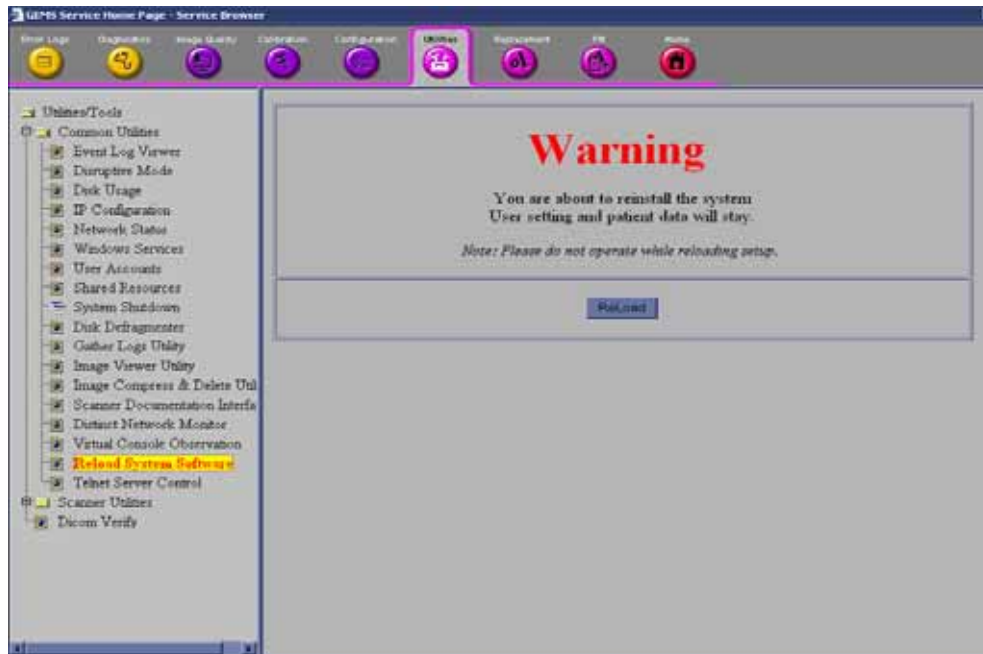 GEMS Service Home Page - Service Browser
Error Logs Diagnostics Image Quality Calibration Configuration Utilities Replacement PM Home
Utilities/Tools
Common Utilities
Event Log Viewer
Disruptive Mode
Disk Usage
IP Configuration
Network Status
Windows Services
User Accounts
Shared Resources
System Shutdown
Disk Defragmenter
Gather Logs Utility
Image Viewer Utility
Image Compress & Delete Util
Scanner Documentation Interfa
Distinct Network Monitor
Virtual Console Observation
Reload System Software
Telnet Server Control
Scanner Utilities
Dicom Verify
Warning
You are about to reinstall the system
User setting and patient data will stay.
Note: Please do not operate while reloading setup.
ReLoad